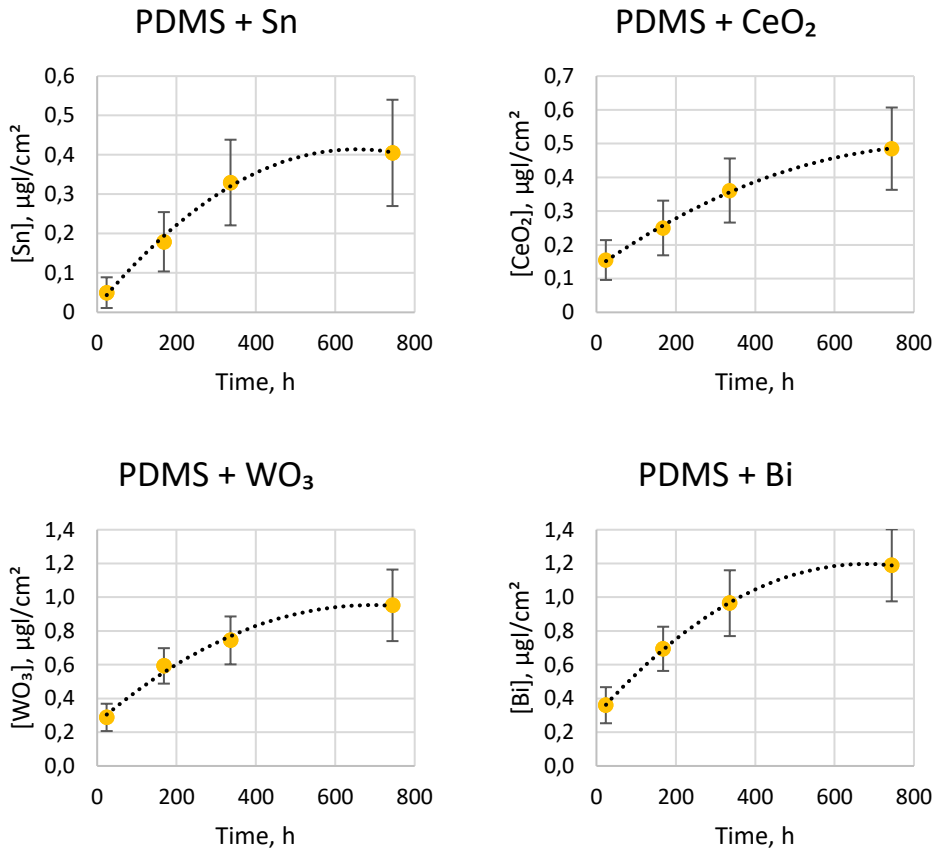 PDMS + Sn
[Sn], µgl/cm²
0,6
0,5
0,4
0,3
0,2
0,1
0
0 200 400 600 800
Time, h
PDMS + CeO₂
[CeO₂], µgl/cm²
0,7
0,6
0,5
0,4
0,3
0,2
0,1
0
0 200 400 600 800
Time, h
PDMS + WO₃
[WO₃], µgl/cm²
1,4
1,2
1,0
0,8
0,6
0,4
0,2
0,0
0 200 400 600 800
Time, h
PDMS + Bi
[Bi], µgl/cm²
1,4
1,2
1,0
0,8
0,6
0,4
0,2
0,0
0 200 400 600 800
Time, h